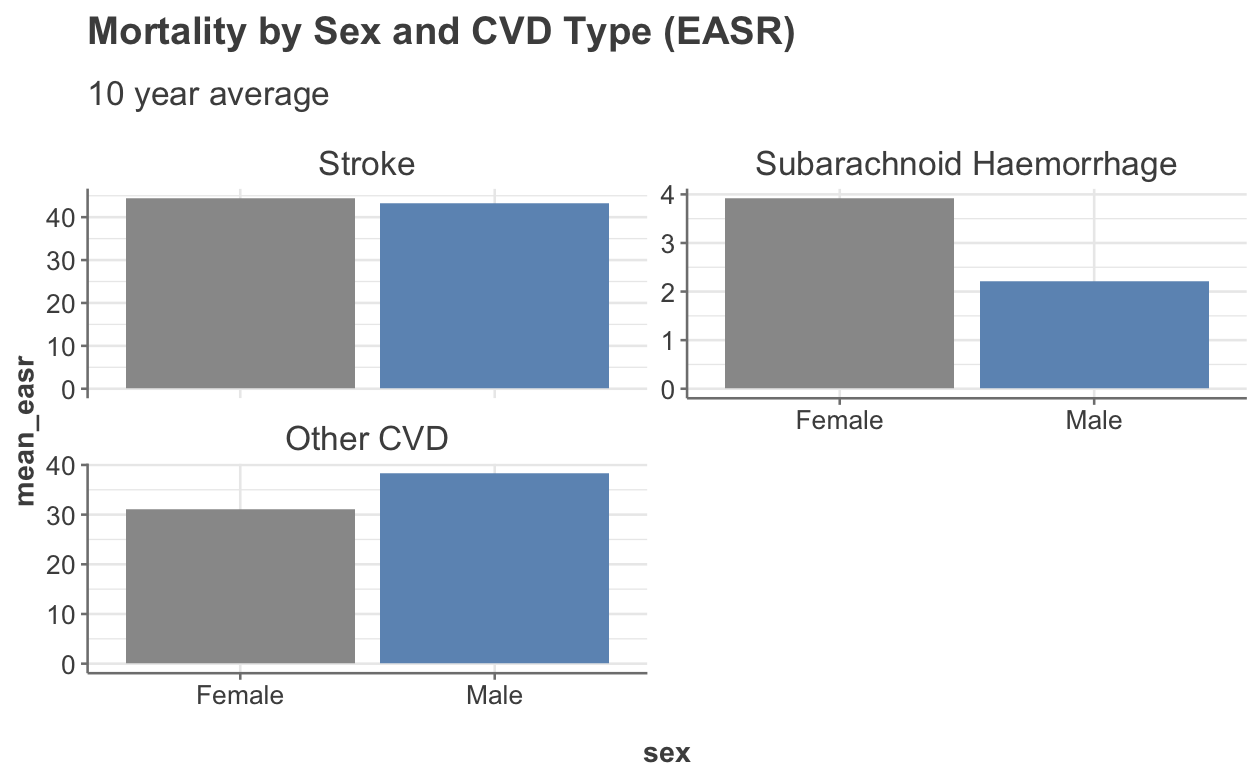 Mortality by Sex and CVD Type (EASR)
10 year average
Stroke
Subarachnoid Haemorrhage
40
30
20
10
0
4
3
2
1
0
Female
Male
Other CVD
40
30
20
10
0
Female
Male
mean_easr
sex